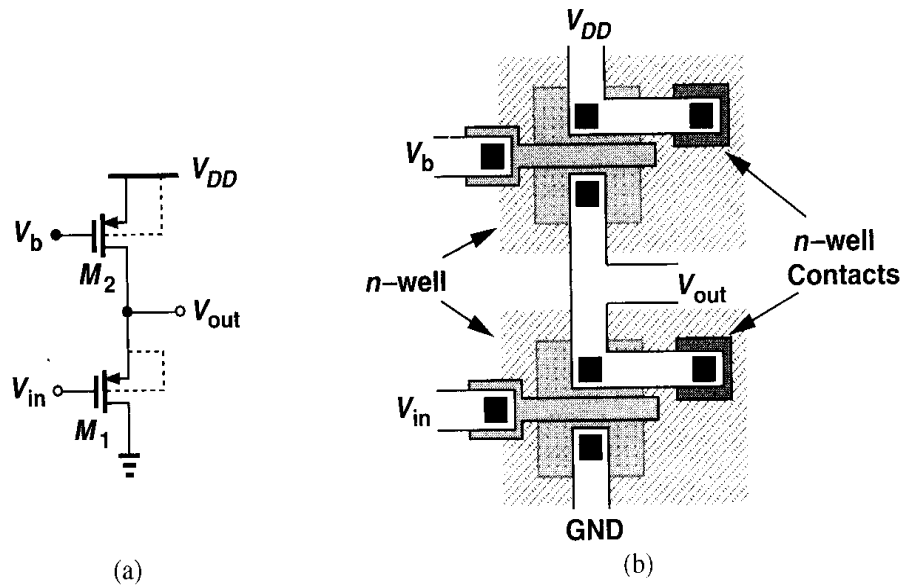 V_DD
V_b
M_2
V_out
V_in
M_1
(a)
V_DD
V_b
n–well
n–well
Contacts
V_out
V_in
GND
(b)